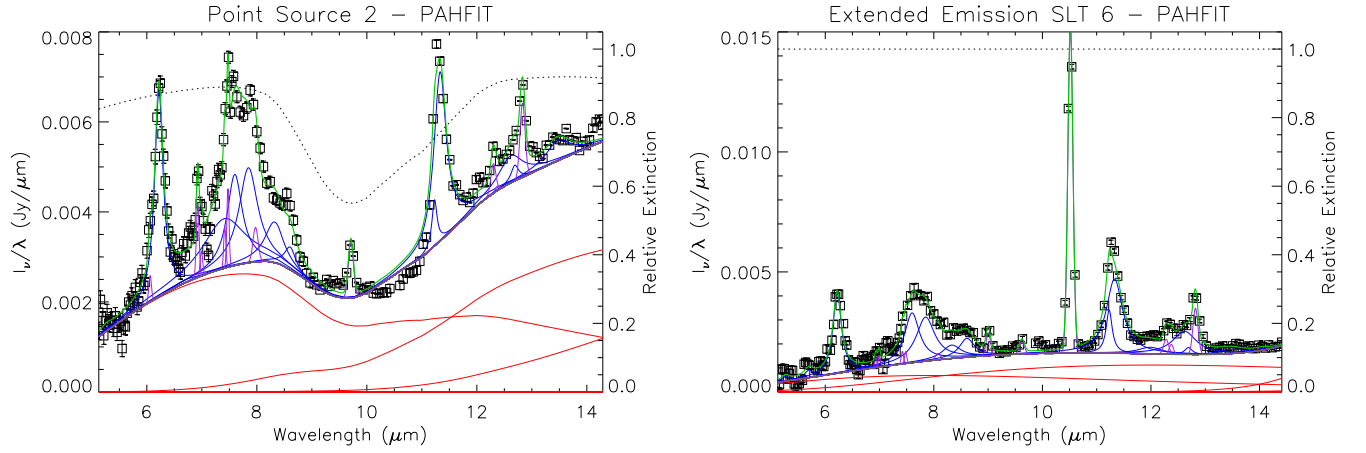 Point Source 2 – PAHFIT
0.008
0.006
0.004
0.002
0.000
Iν/λ (Jy/μm)
1.0
0.8
0.6
0.4
0.2
0.0
Relative Extinction
6 8 10 12 14
Wavelength (μm)
Extended Emission SLT 6 – PAHFIT
0.015
0.010
0.005
0.000
Iν/λ (Jy/μm)
1.0
0.8
0.6
0.4
0.2
0.0
Relative Extinction
6 8 10 12 14
Wavelength (μm)